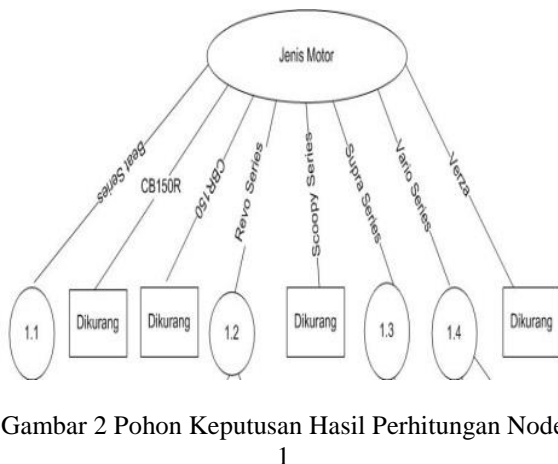 Jenis Motor
Beat Series
CB150R
CBR150
Revo Series
Scoopy Series
Supra Series
Vario Series
Verza
1.1
Dikurang
Dikurang
1.2
Dikurang
1.3
1.4
Dikurang
Gambar 2 Pohon Keputusan Hasil Perhitungan Node
1